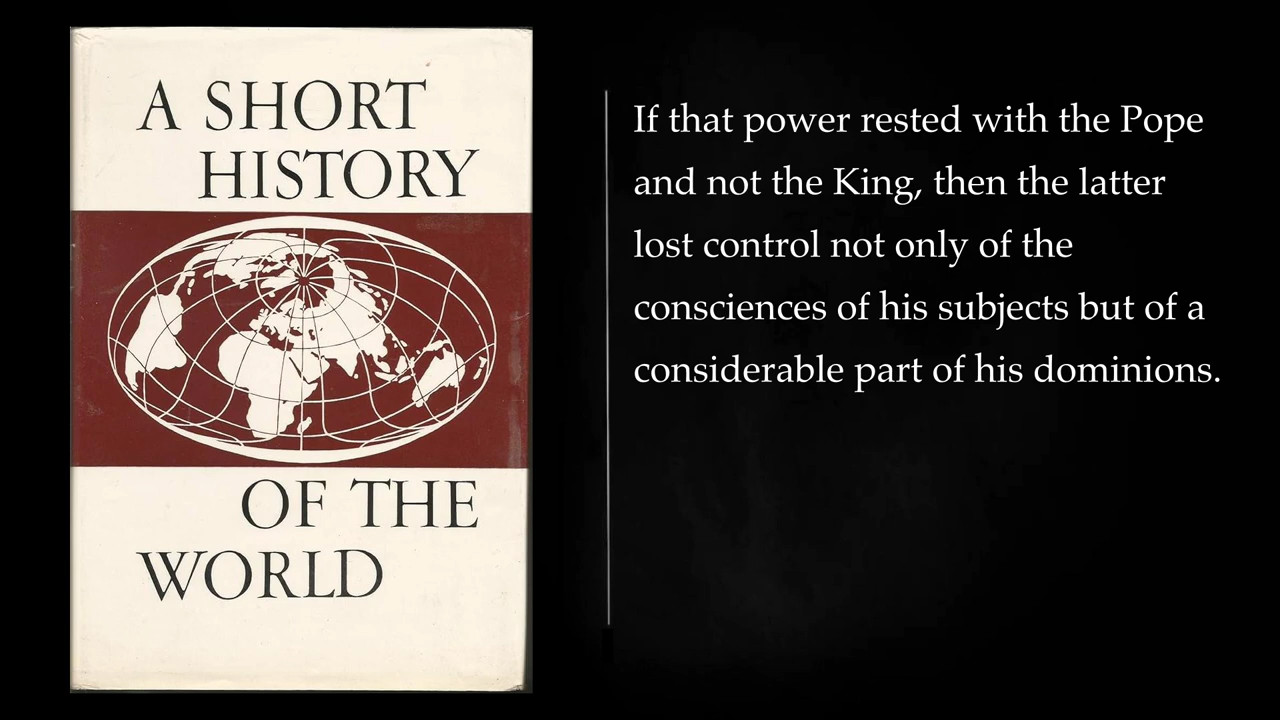 A SHORT
HISTORY
OF THE
WORLD
If that power rested with the Pope
and not the King, then the latter
lost control not only of the
consciences of his subjects but of a
considerable part of his dominions.